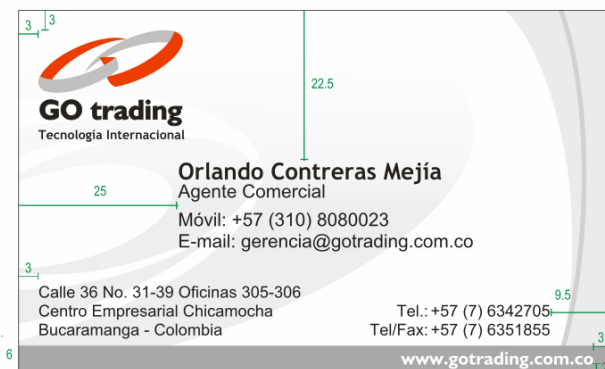 3
3
22.5
GO trading
Tecnología Internacional
Orlando Contreras Mejía
25
Agente Comercial
Móvil: +57 (310) 8080023
E-mail: gerencia@gotrading.com.co
3
Calle 36 No. 31-39 Oficinas 305-306
9.5
Centro Empresarial Chicamocha
Tel.: +57 (7) 6342705
Bucaramanga - Colombia
Tel/Fax: +57 (7) 6351855
3
6
www.gotrading.com.co